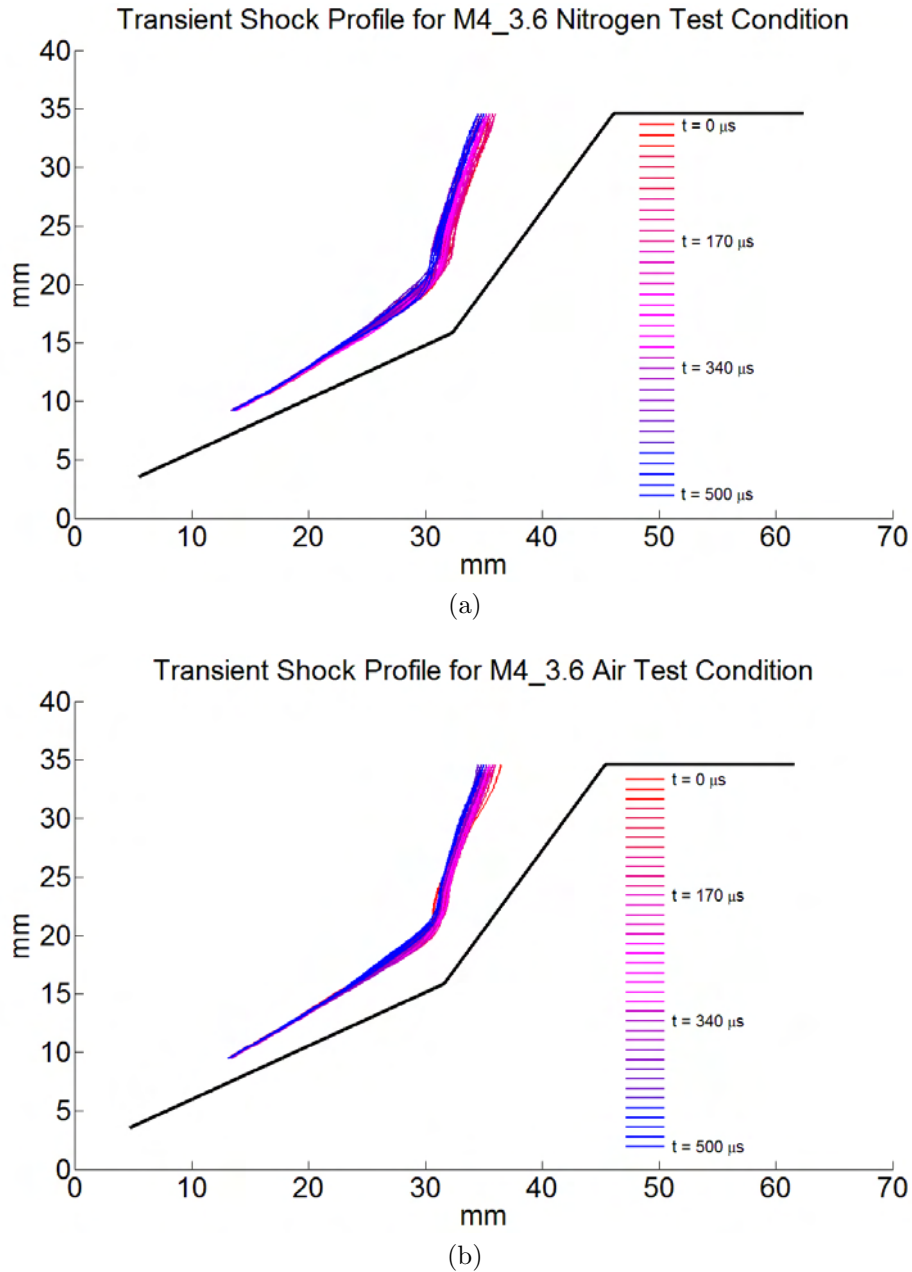 Transient Shock Profile for M4_3.6 Nitrogen Test Condition
40
35
30
25
20
15
10
5
0
mm
t = 0 μs
t = 170 μs
t = 340 μs
t = 500 μs
0 10 20 30 40 50 60 70
mm
(a)
Transient Shock Profile for M4_3.6 Air Test Condition
40
35
30
25
20
15
10
5
0
mm
t = 0 μs
t = 170 μs
t = 340 μs
t = 500 μs
0 10 20 30 40 50 60 70
mm
(b)